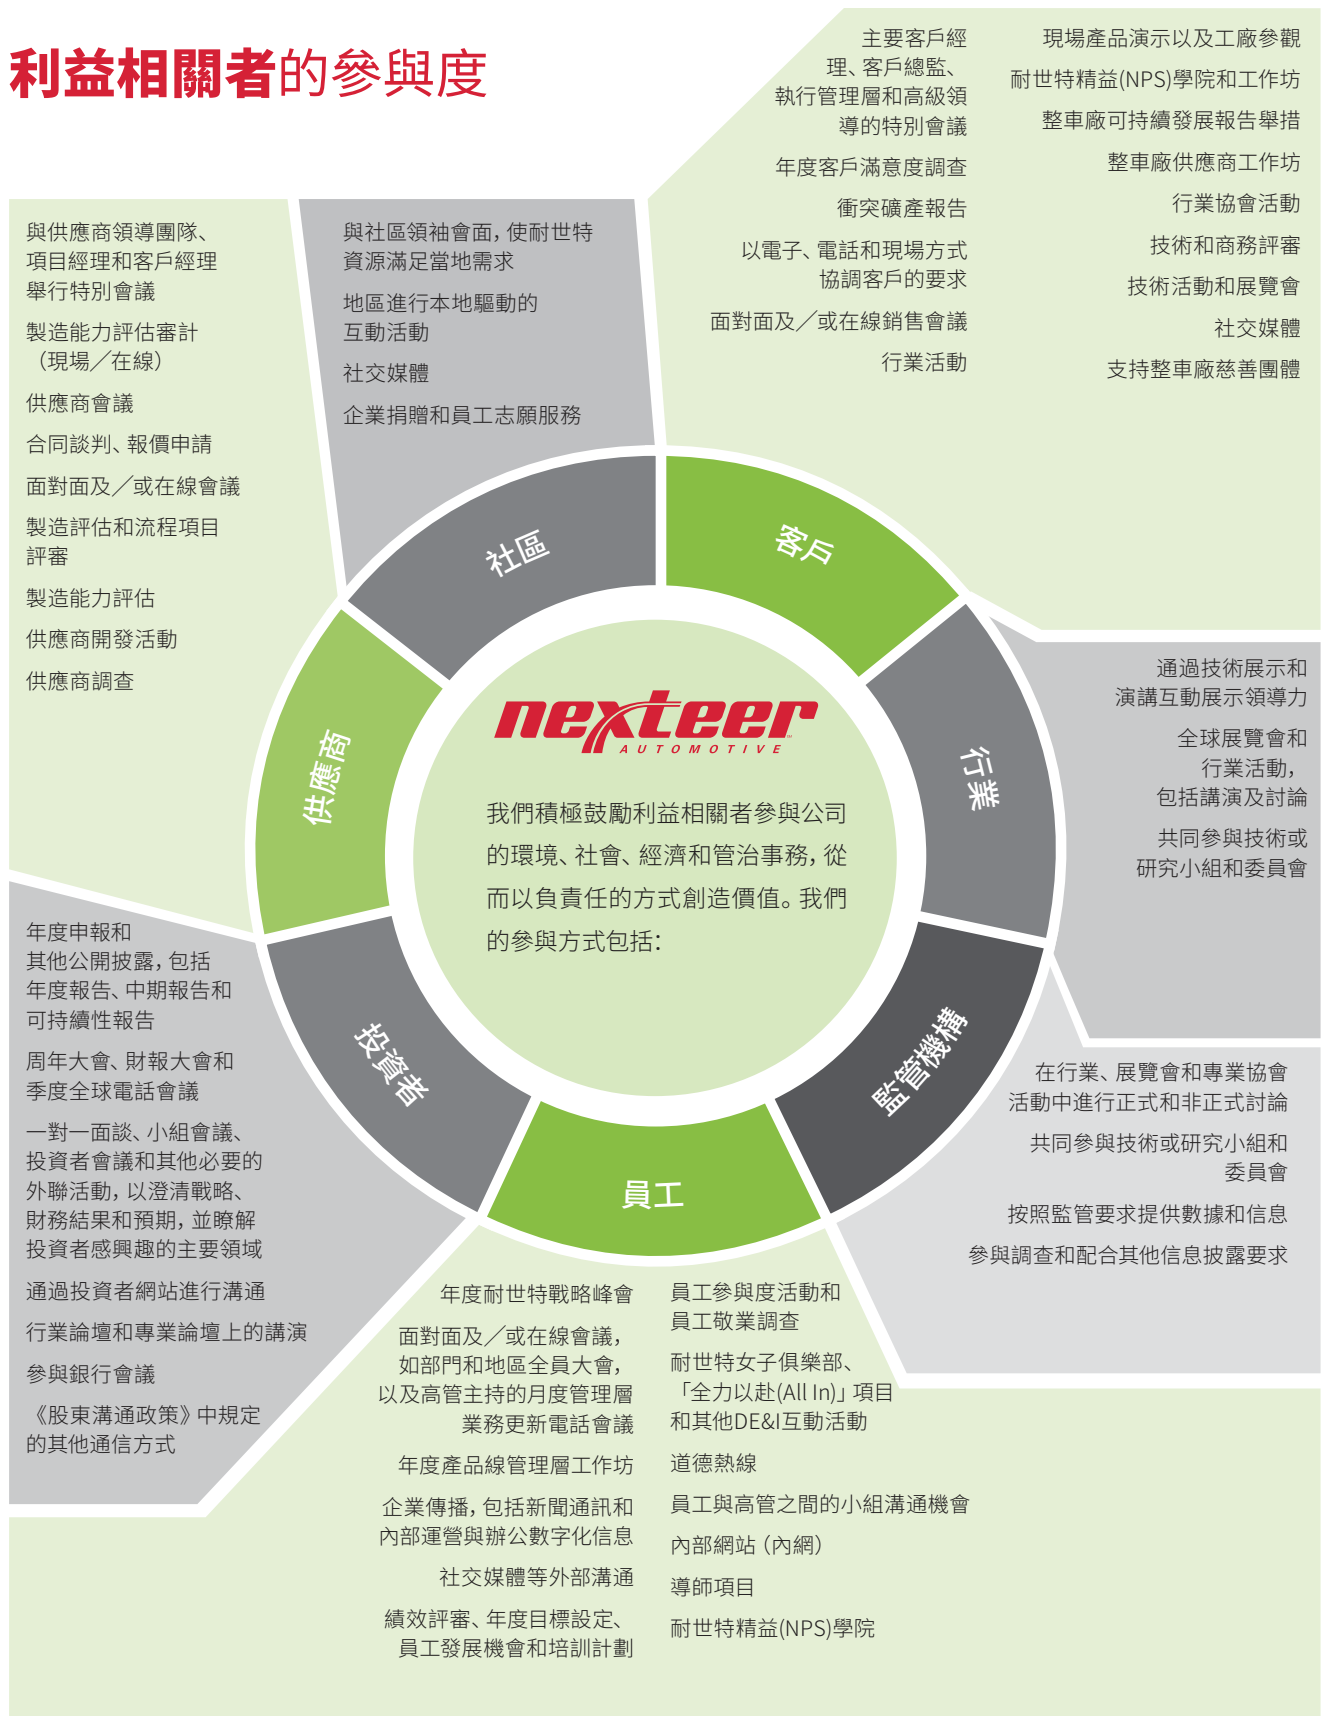 利益相關者的參與度
主要客戶經
理、客戶總監、
執行管理層和高級領
導的特別會議
年度客戶滿意度調查
衝突礦產報告
以電子、電話和現場方式
協調客戶的要求
面對面及／或在線銷售會議
行業活動
現場產品演示以及工廠參觀
耐世特精益(NPS)學院和工作坊
整車廠可持續發展報告舉措
整車廠供應商工作坊
行業協會活動
技術和商務評審
技術活動和展覽會
社交媒體
支持整車廠慈善團體
與供應商領導團隊、
項目經理和客戶經理
舉行特別會議
製造能力評估審計
（現場／在線）
供應商會議
合同談判、報價申請
面對面及／或在線會議
製造評估和流程項目
評審
製造能力評估
供應商開發活動
供應商調查
與社區領袖會面，使耐世特
資源滿足當地需求
地區進行本地驅動的
互動活動
社交媒體
企業捐贈和員工志願服務
社區
客戶
供應商
行業
投資者
監管機構
員工
nexteer
AUTOMOTIVE
我們積極鼓勵利益相關者參與公司
的環境、社會、經濟和管治事務，從
而以負責任的方式創造價值。我們
的參與方式包括：
通過技術展示和
演講互動展示領導力
全球展覽會和
行業活動，
包括講演及討論
共同參與技術或
研究小組和委員會
年度申報和
其他公開披露，包括
年度報告、中期報告和
可持續性報告
周年大會、財報大會和
季度全球電話會議
一對一面談、小組會議、
投資者會議和其他必要的
外聯活動，以澄清戰略、
財務結果和預期，並瞭解
投資者感興趣的主要領域
通過投資者網站進行溝通
行業論壇和專業論壇上的講演
參與銀行會議
《股東溝通政策》中規定
的其他通信方式
在行業、展覽會和專業協會
活動中進行正式和非正式討論
共同參與技術或研究小組和
委員會
按照監管要求提供數據和信息
參與調查和配合其他信息披露要求
年度耐世特戰略峰會
面對面及／或在線會議，
如部門和地區全員大會，
以及高管主持的月度管理層
業務更新電話會議
年度產品線管理層工作坊
企業傳播，包括新聞通訊和
內部運營與辦公數字化信息
社交媒體等外部溝通
績效評審、年度目標設定、
員工發展機會和培訓計劃
員工參與度活動和
員工敬業調查
耐世特女子俱樂部、
「全力以赴(All In)」項目
和其他DE&I互動活動
道德熱線
員工與高管之間的小組溝通機會
內部網站（內網）
導師項目
耐世特精益(NPS)學院